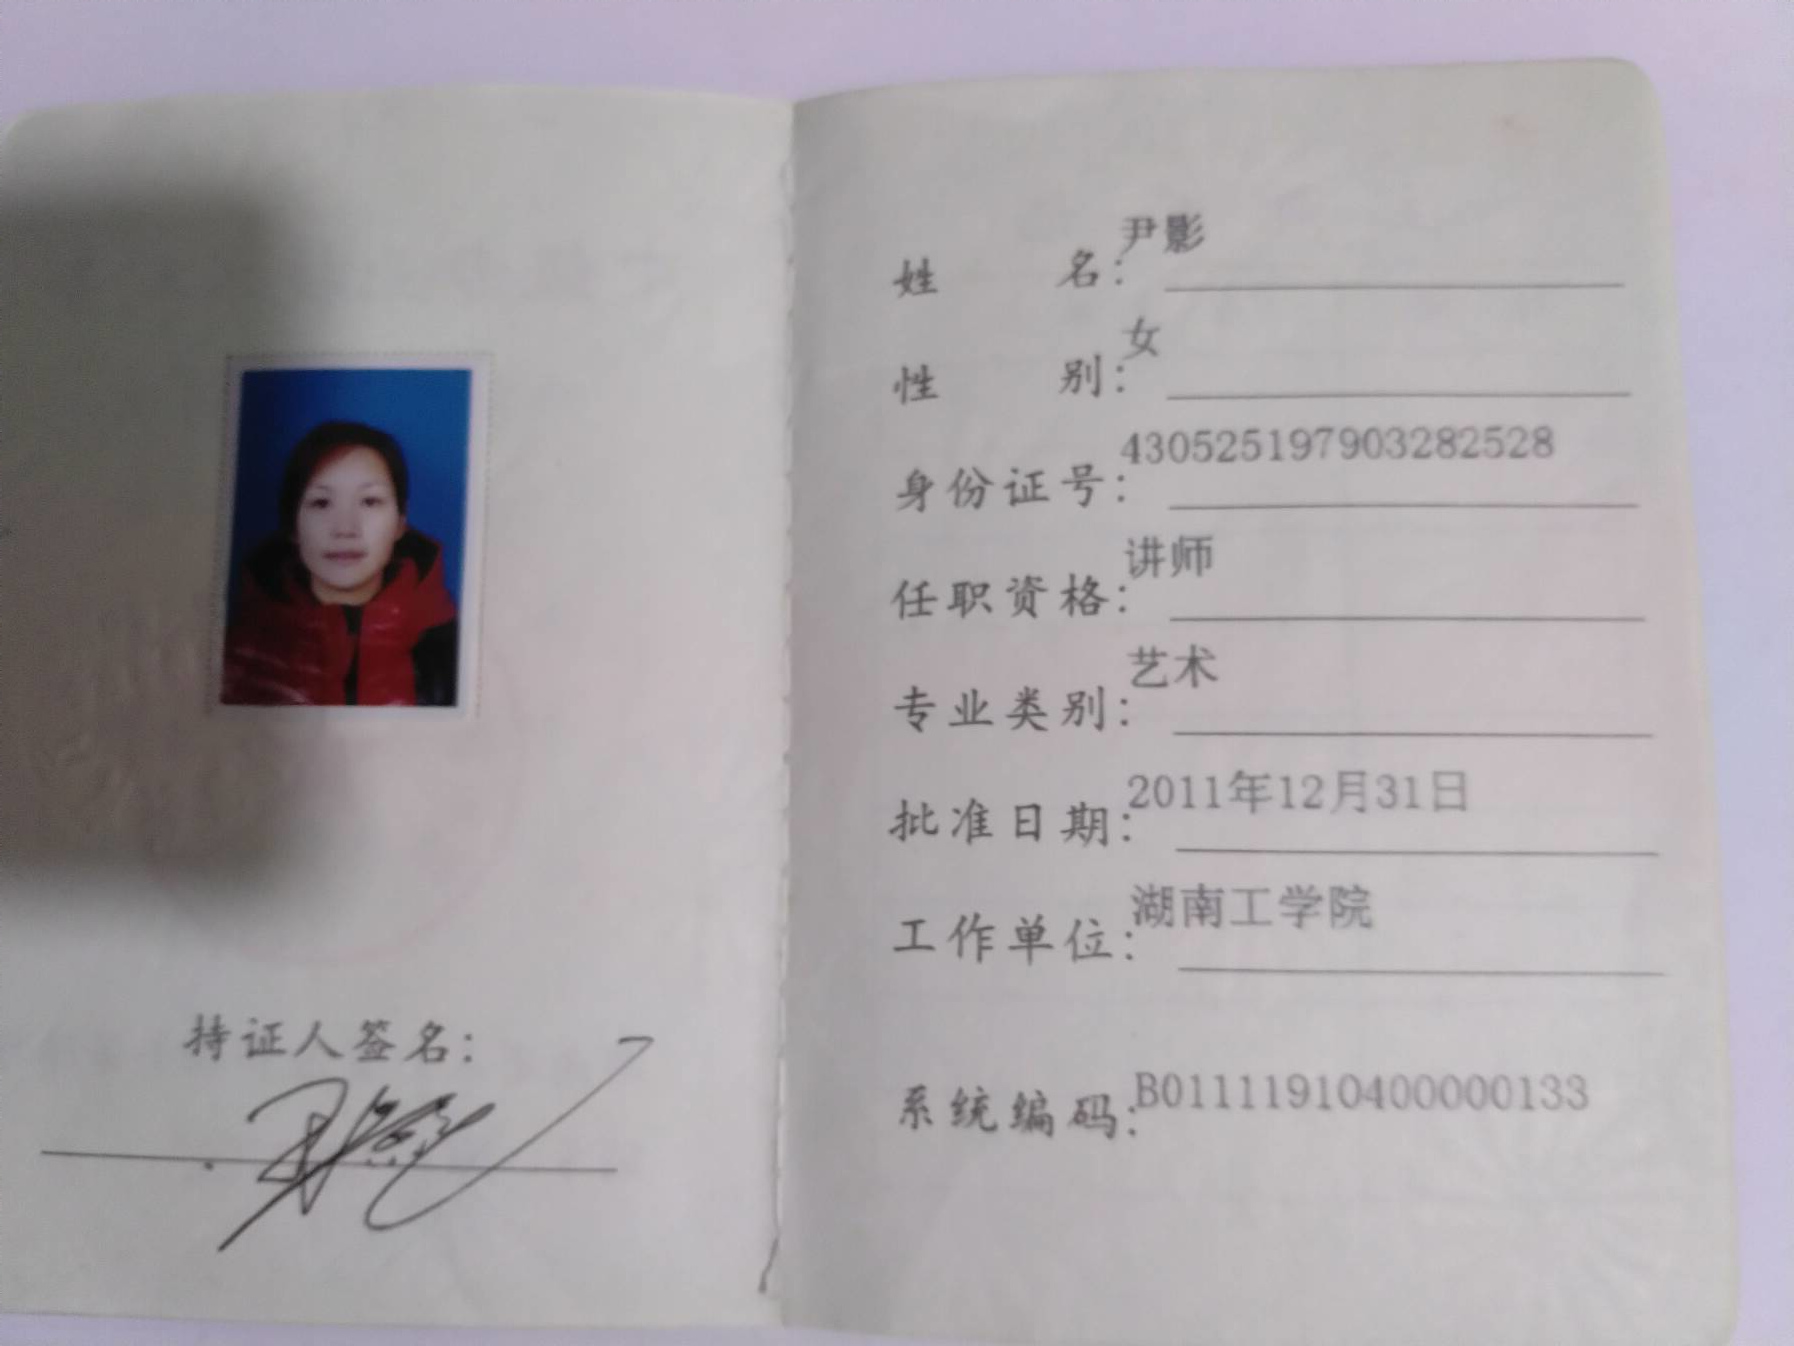 持证人签名：
尹影
姓 名：尹影
性 别：女
身份证号：430525197903282528
任职资格：讲师
专业类别：艺术
批准日期：2011年12月31日
工作单位：湖南工学院
系统编码：B01111910400000133